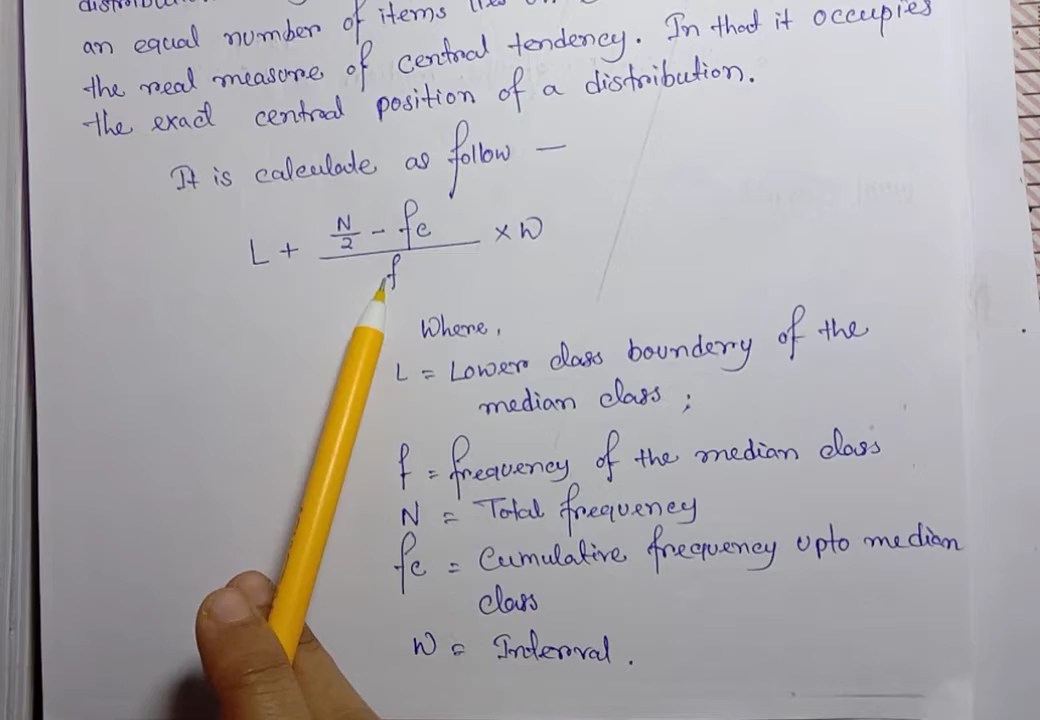 an equal number of items
the real measure of central tendency. In that it occupies
the exact central position of a distribution.
It is calculate as follow —
L + (N/2 - fc)/f × W
Where,
L = Lower class boundery of the
median class ;
f = frequency of the median class
N = Total frequency
fc = Cumulative frequency upto median
class
W = Interval .